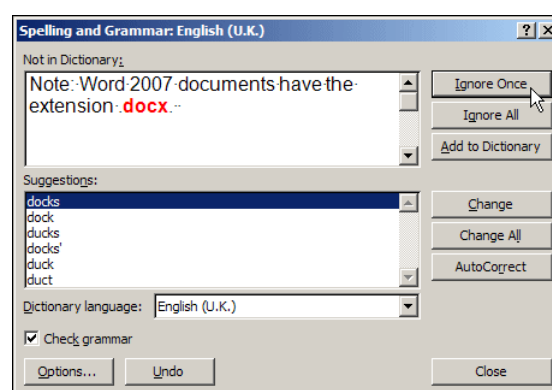 Spelling and Grammar: English (U.K.)
Not in Dictionary:
Note:·Word·2007·documents·have·the·
extension·.docx.··
Ignore Once
Ignore All
Add to Dictionary
Suggestions:
docks
dock
ducks
docks'
duck
duct
Change
Change All
AutoCorrect
Dictionary language: English (U.K.)
Check grammar
Options... Undo Close